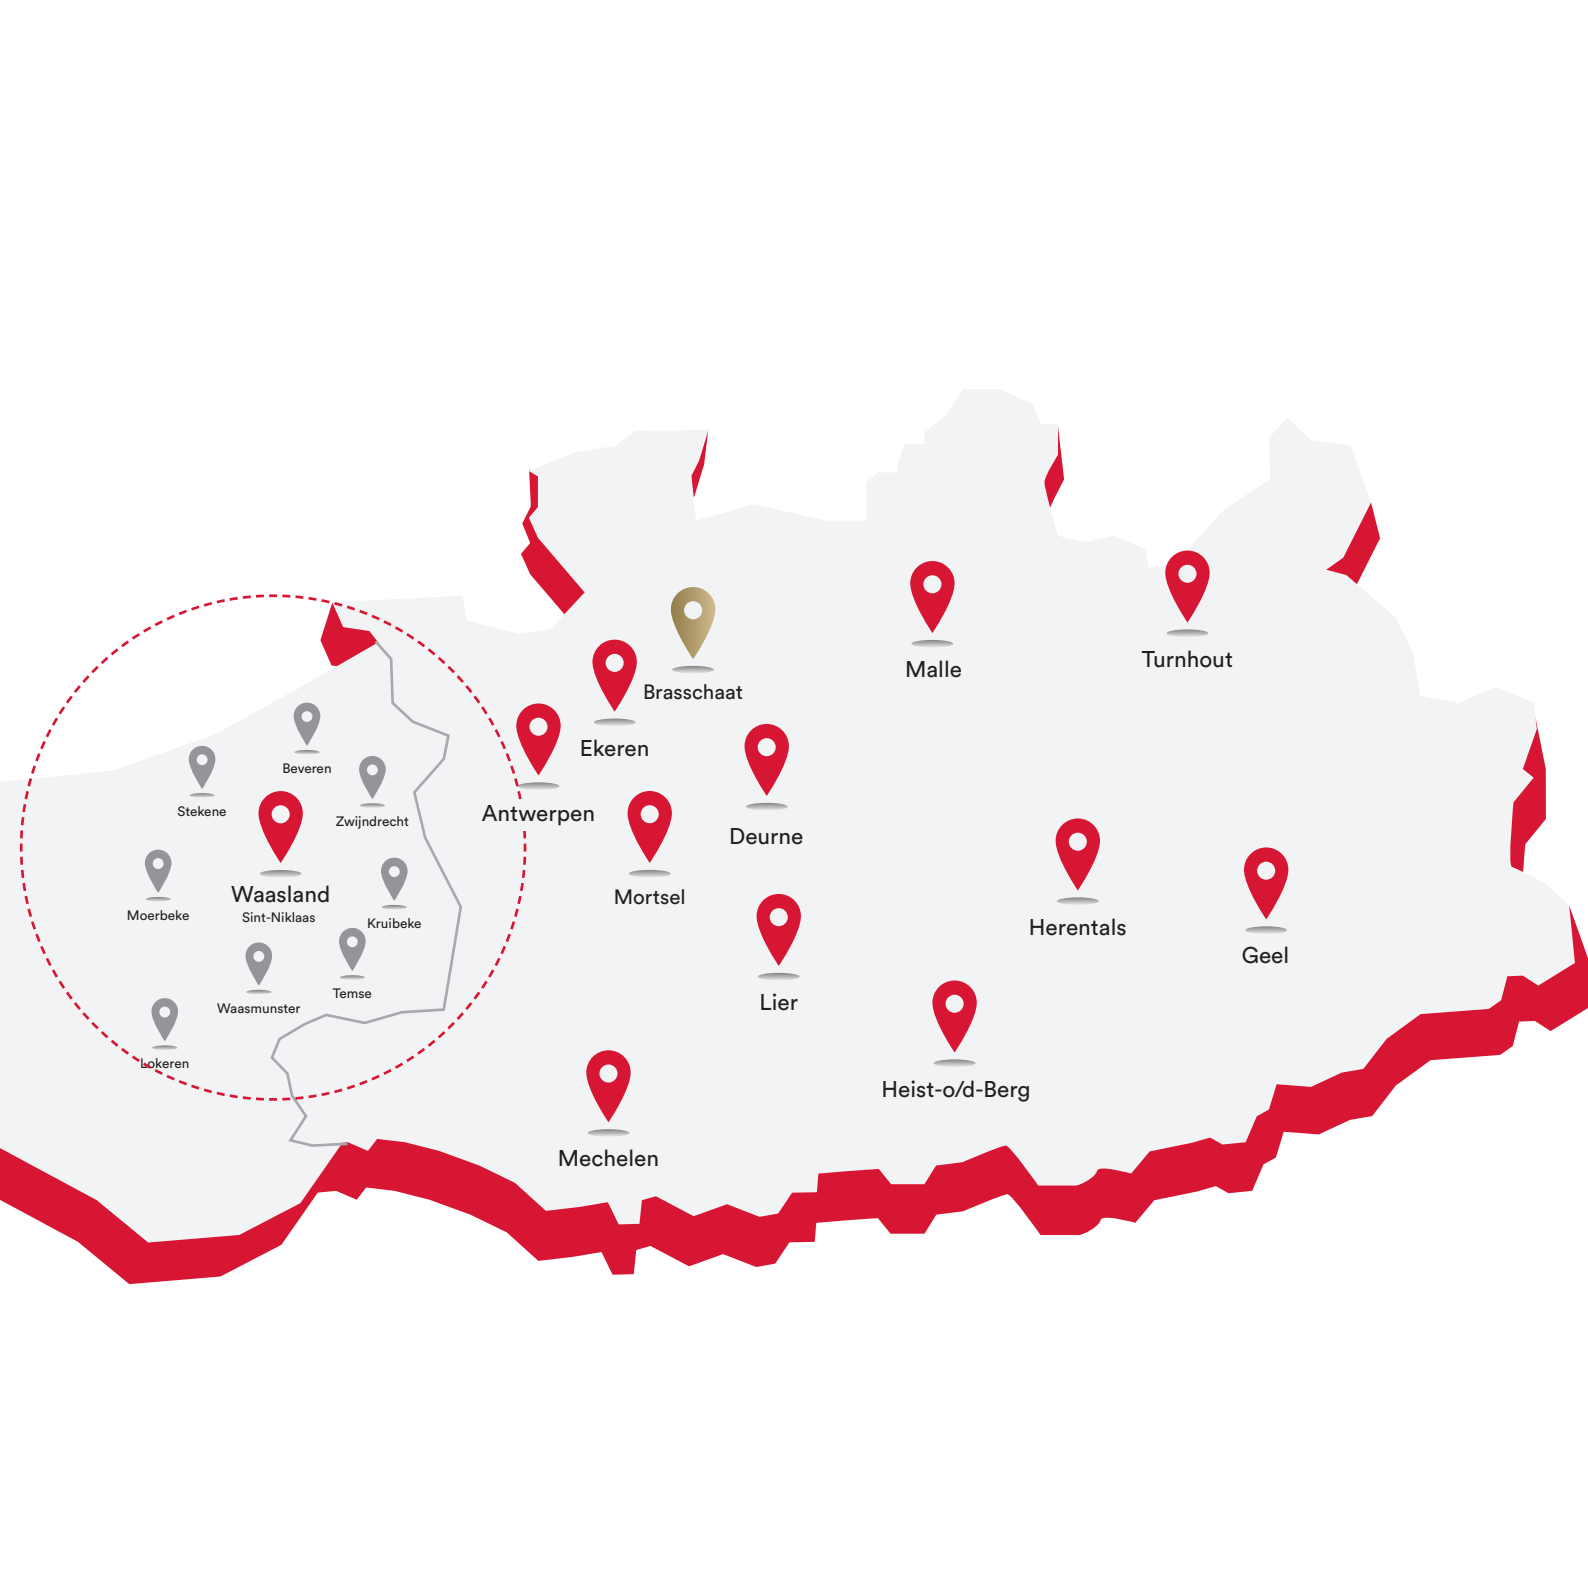 Malle
Turnhout
Brasschaat
Ekeren
Beveren
Stekene
Zwijndrecht
Antwerpen
Deurne
Waasland
Sint-Niklaas
Mortsel
Moerbeke
Kruibeke
Herentals
Geel
Waasmunster
Temse
Lier
Lokeren
Heist-o/d-Berg
Mechelen